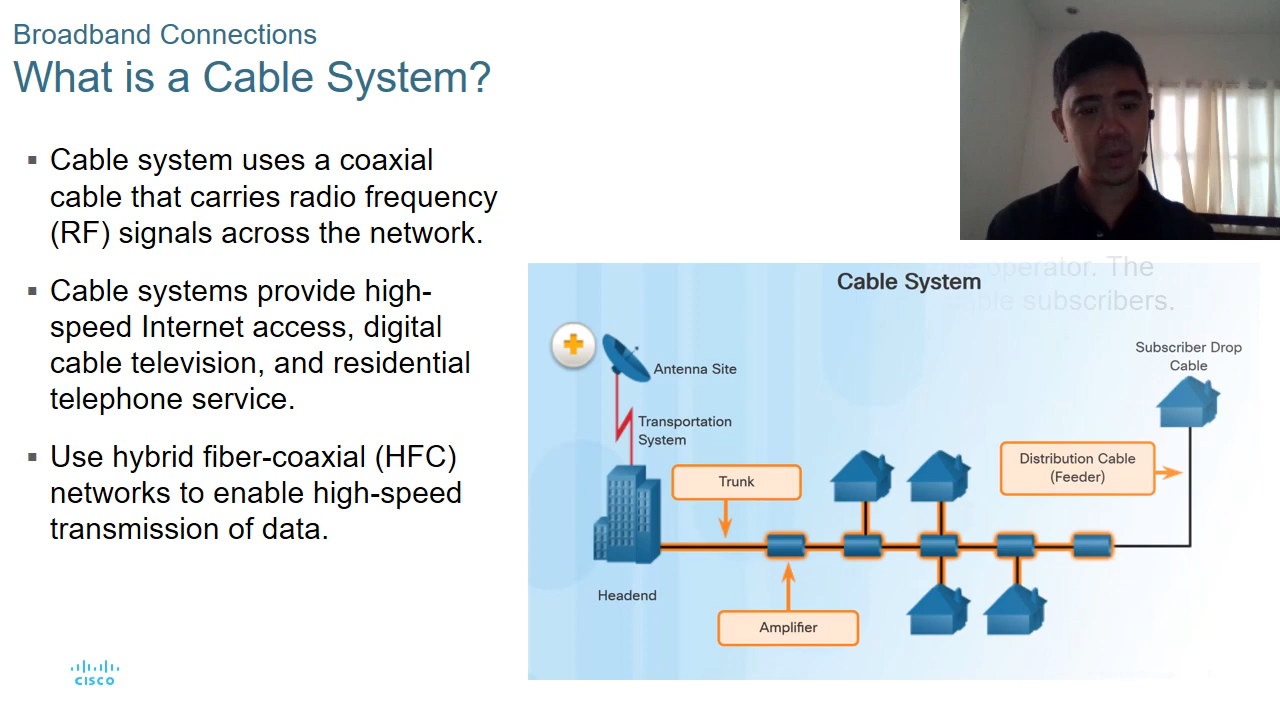 Broadband Connections
What is a Cable System?
▪ Cable system uses a coaxial
cable that carries radio frequency
(RF) signals across the network.
▪ Cable systems provide high-
speed Internet access, digital
cable television, and residential
telephone service.
▪ Use hybrid fiber-coaxial (HFC)
networks to enable high-speed
transmission of data.
CISCO
operator. The
subscribers.
Cable System
Antenna Site
Transportation
System
Trunk
Headend
Amplifier
Distribution Cable
(Feeder)
Subscriber Drop
Cable